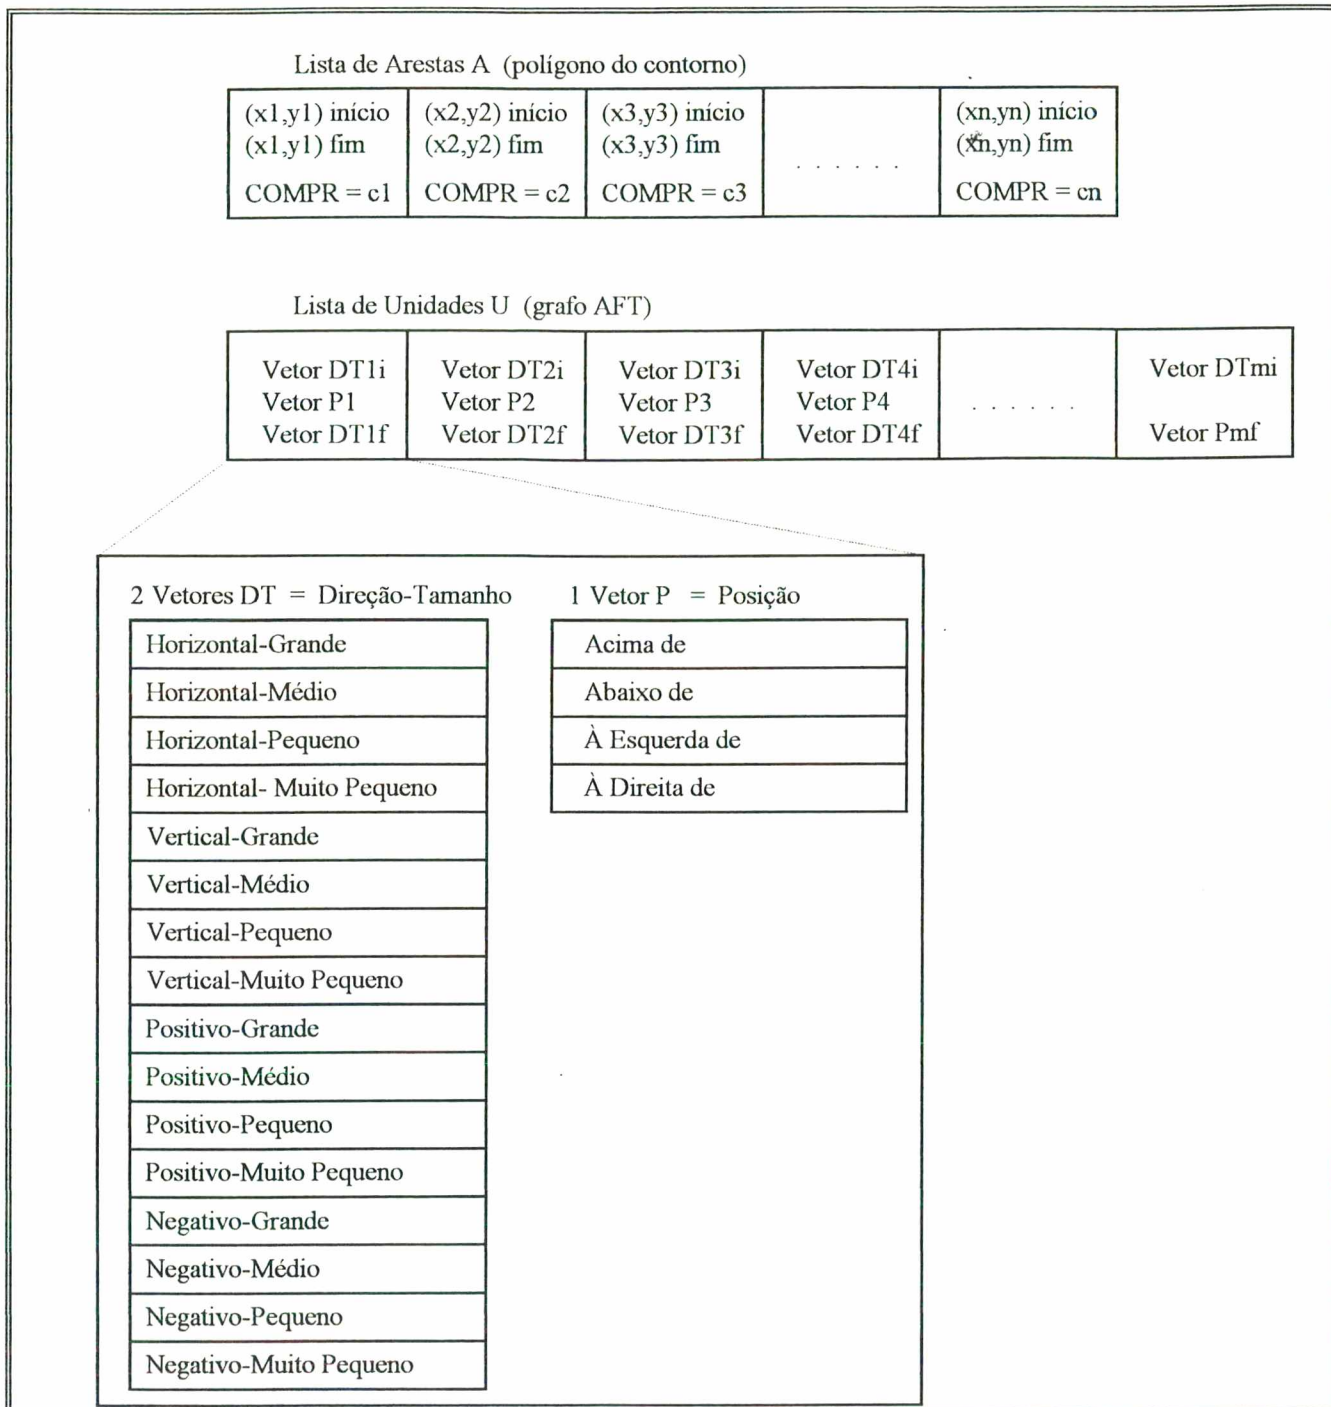 Lista de Arestas A (polígono do contorno)
(x1,y1) início (x2,y2) início (x3,y3) início (xn,yn) início
(x1,y1) fim (x2,y2) fim (x3,y3) fim . . . . . . (xn,yn) fim
COMPR = c1 COMPR = c2 COMPR = c3 COMPR = cn
Lista de Unidades U (grafo AFT)
Vetor DT1i Vetor DT2i Vetor DT3i Vetor DT4i Vetor DTmi
Vetor P1 Vetor P2 Vetor P3 Vetor P4 . . . . . .
Vetor DT1f Vetor DT2f Vetor DT3f Vetor DT4f Vetor Pmf
2 Vetores DT = Direção-Tamanho 1 Vetor P = Posição
Horizontal-Grande Acima de
Horizontal-Médio Abaixo de
Horizontal-Pequeno À Esquerda de
Horizontal- Muito Pequeno À Direita de
Vertical-Grande
Vertical-Médio
Vertical-Pequeno
Vertical-Muito Pequeno
Positivo-Grande
Positivo-Médio
Positivo-Pequeno
Positivo-Muito Pequeno
Negativo-Grande
Negativo-Médio
Negativo-Pequeno
Negativo-Muito Pequeno